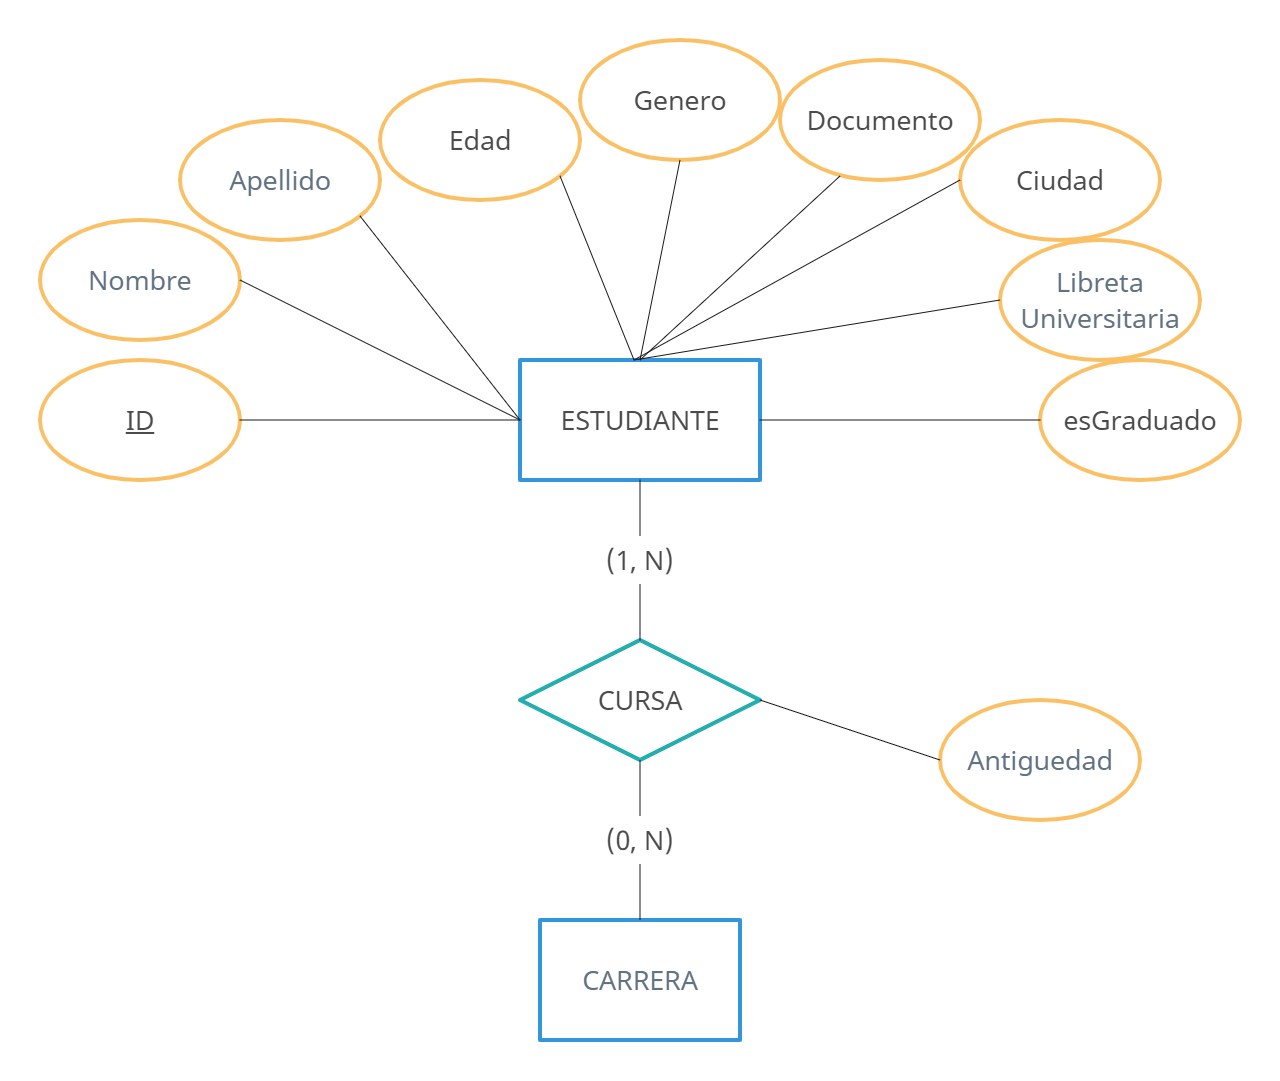 Genero
Documento
Edad
Apellido
Ciudad
Nombre
Libreta
Universitaria
ID
ESTUDIANTE
esGraduado
(1, N)
CURSA
Antiguedad
(0, N)
CARRERA